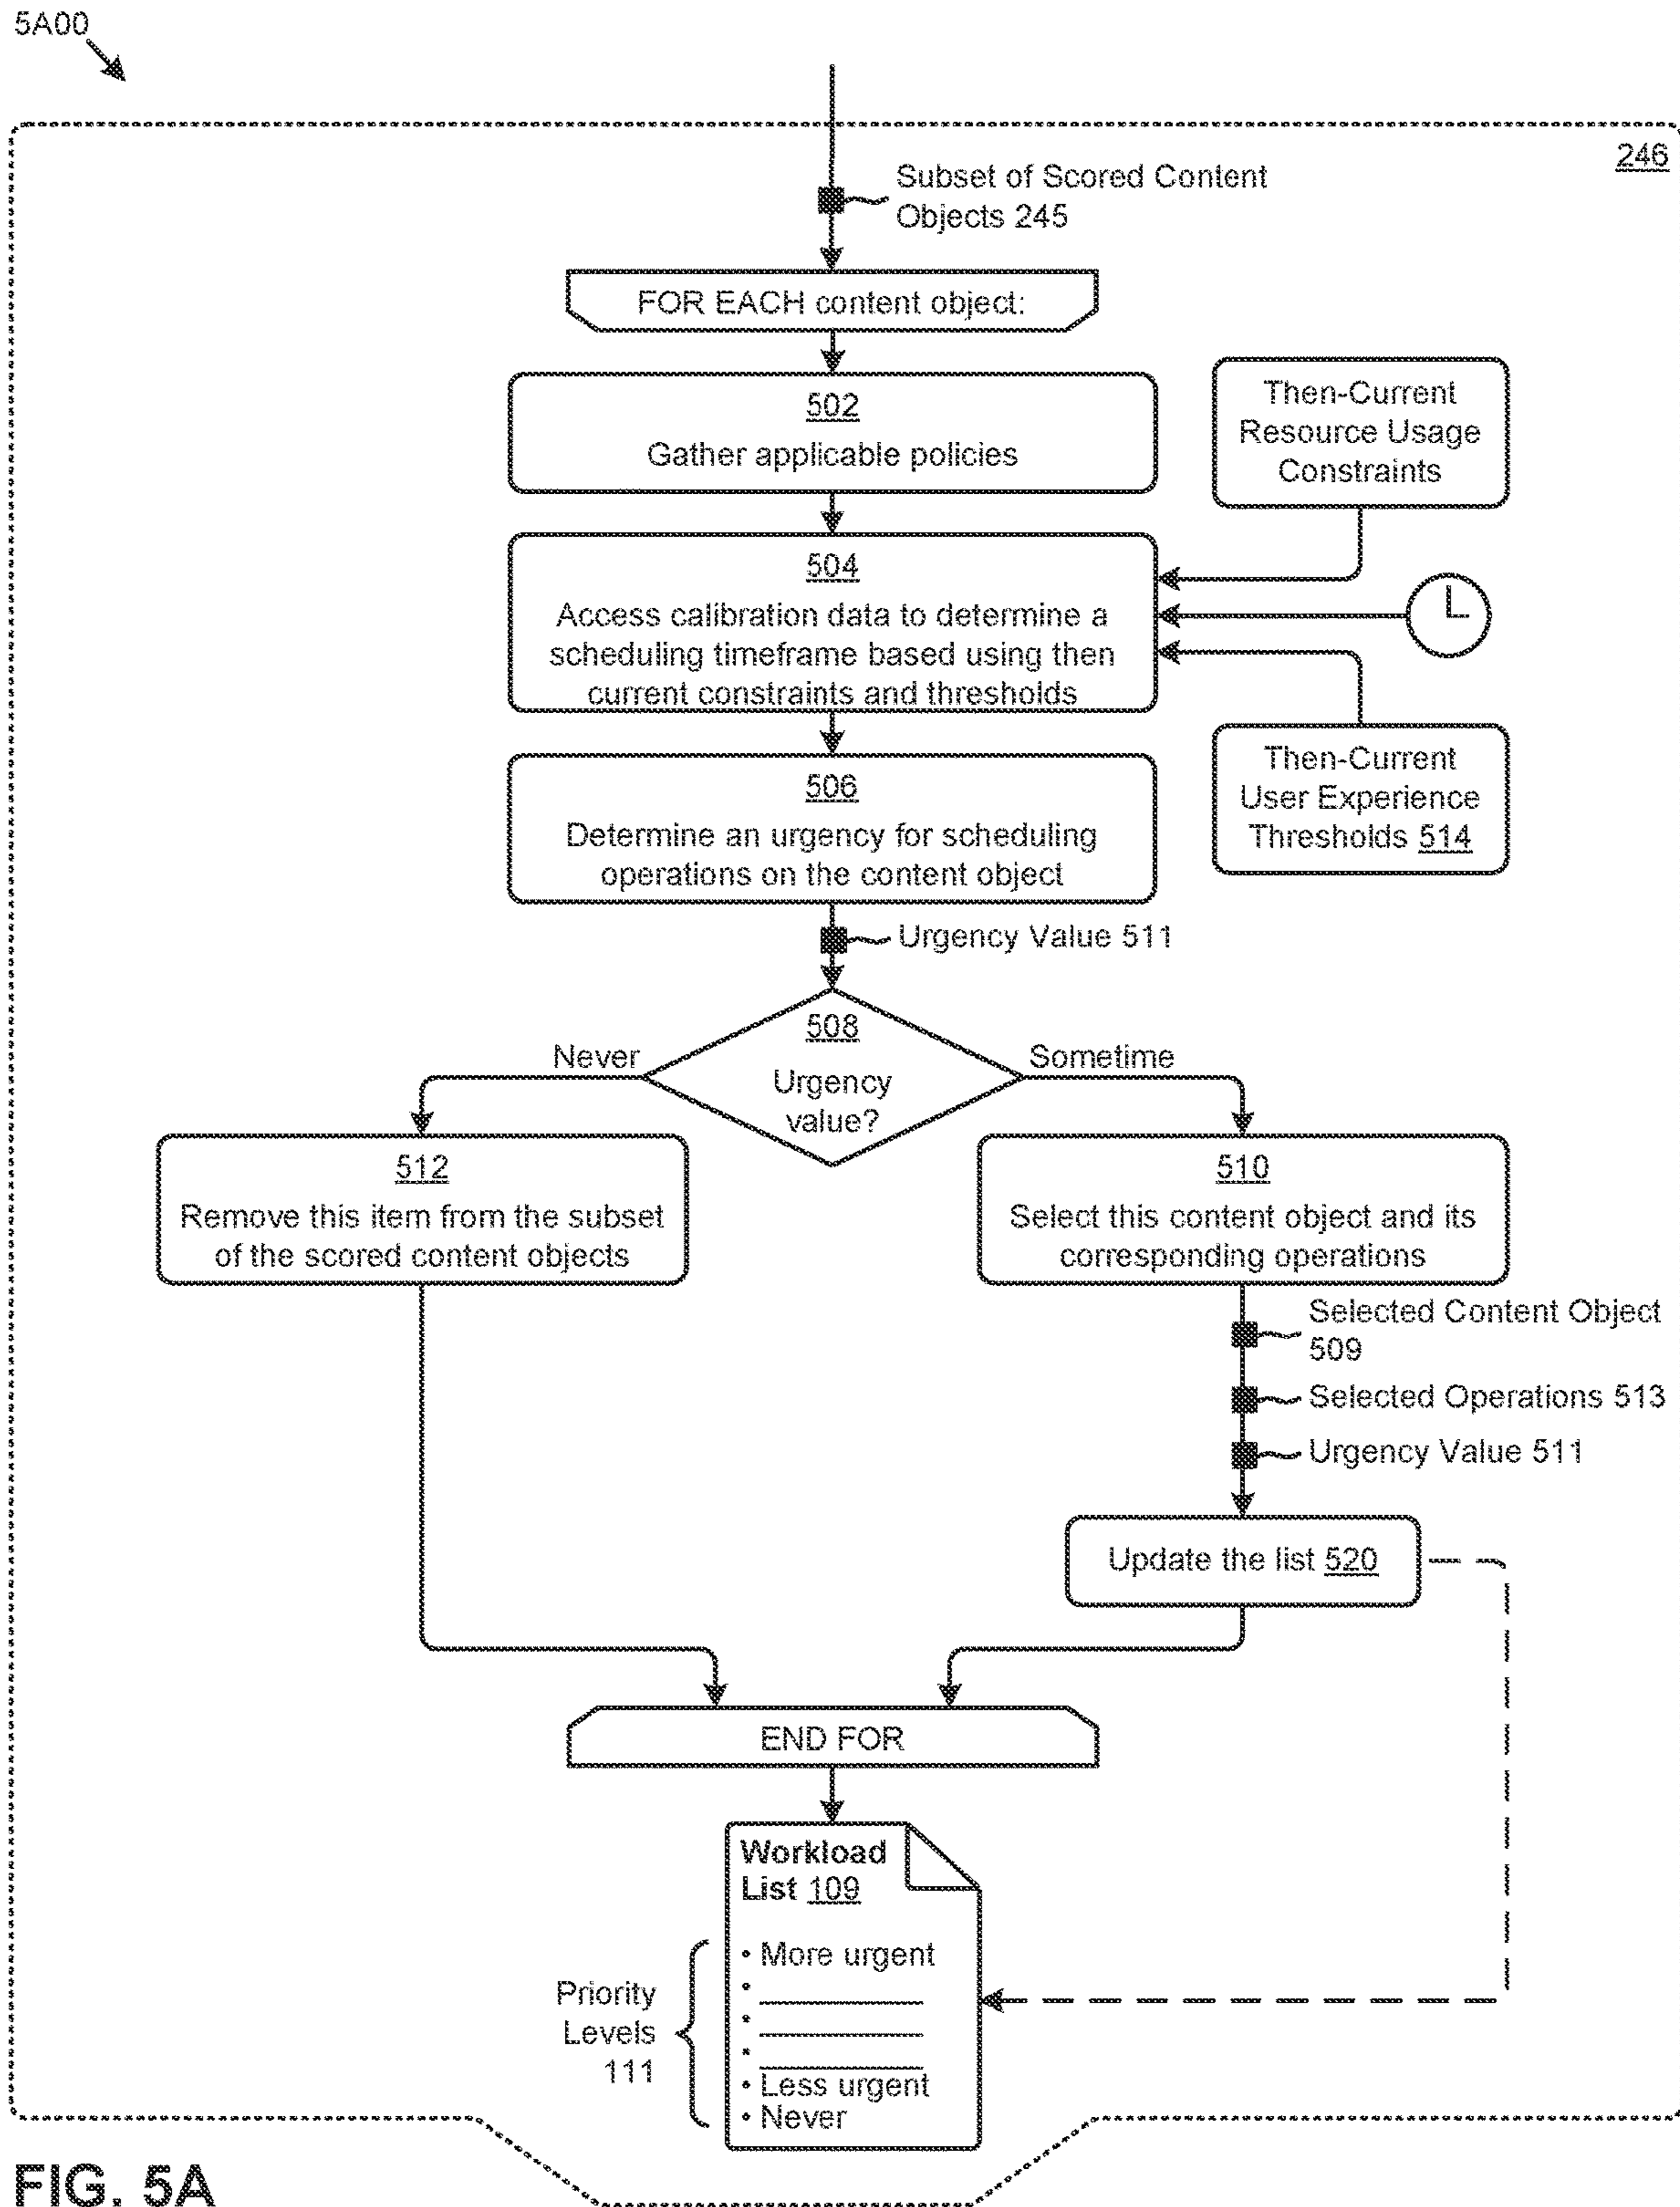 5A00
246
Subset of Scored Content
Objects 245
FOR EACH content object:
502
Gather applicable policies
Then-Current
Resource Usage
Constraints
504
Access calibration data to determine a
scheduling timeframe based using then
current constraints and thresholds
506
Determine an urgency for scheduling
operations on the content object
Then-Current
User Experience
Thresholds 514
Urgency Value 511
508
Urgency
value?
Never
Sometime
512
Remove this item from the subset
of the scored content objects
510
Select this content object and its
corresponding operations
Selected Content Object
509
Selected Operations 513
Urgency Value 511
Update the list 520
END FOR
Workload
List 109
• More urgent
•
•
•
• Less urgent
• Never
Priority
Levels
111
FIG. 5A